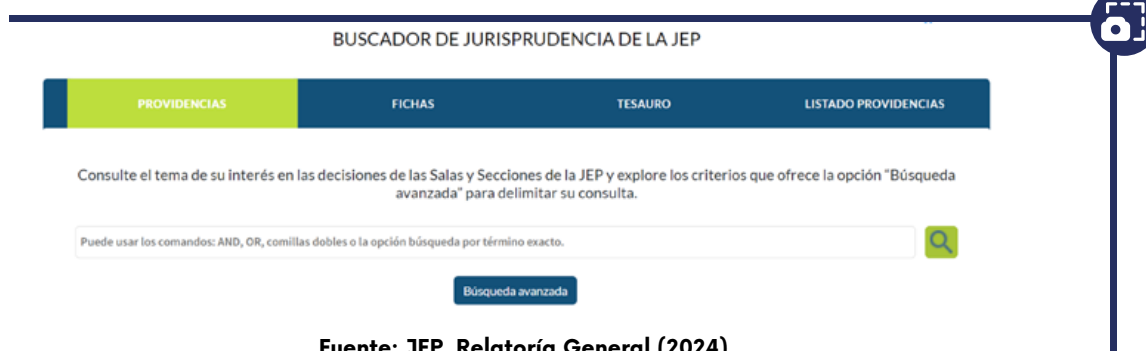 BUSCADOR DE JURISPRUDENCIA DE LA JEP
PROVIDENCIAS
FICHAS
TESAURO
LISTADO PROVIDENCIAS
Consulte el tema de su interés en las decisiones de las Salas y Secciones de la JEP y explore los criterios que ofrece la opción "Búsqueda
avanzada" para delimitar su consulta.
Puede usar los comandos: AND, OR, comillas dobles o la opción búsqueda por término exacto.
Búsqueda avanzada
Fuente: JEP, Relatoría General (2024)